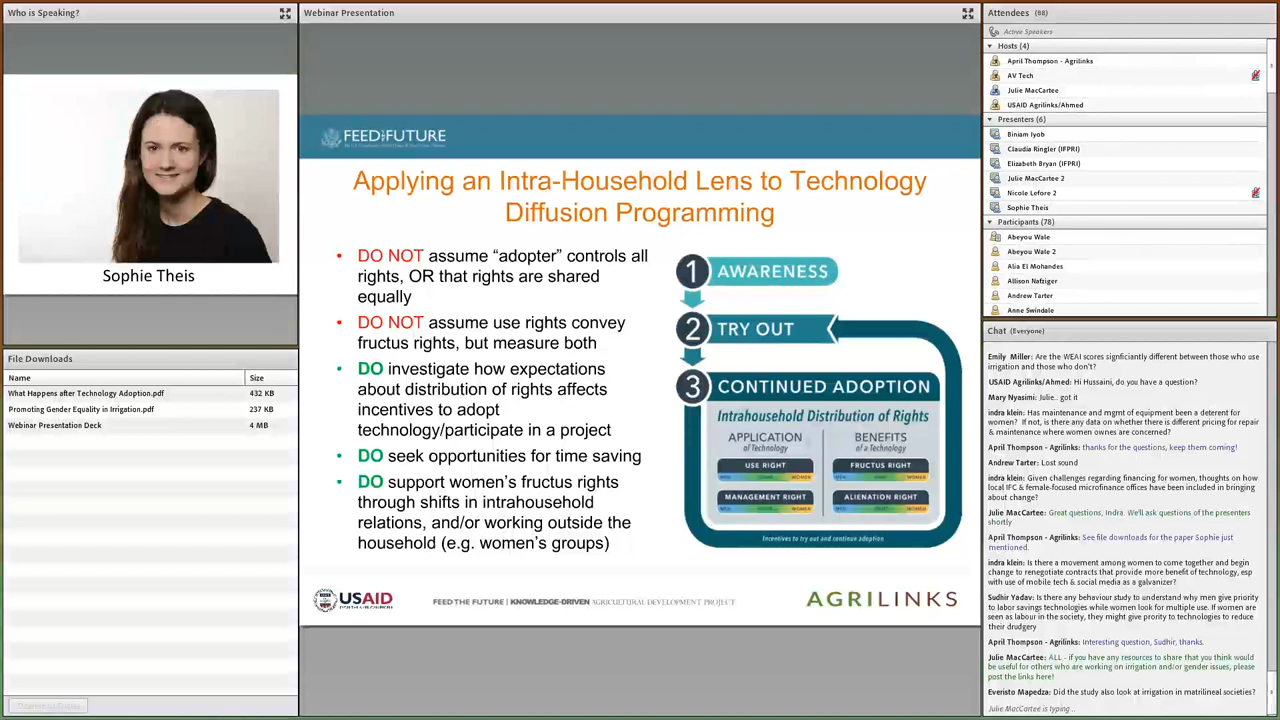 Who is Speaking?
Sophie Theis
File Downloads
Name Size
What Happens after Technology Adoption.pdf 432 KB
Promoting Gender Equality in Irrigation.pdf 237 KB
Webinar Presentation Deck 4 MB
Webinar Presentation
FEED THE FUTURE
Applying an Intra-Household Lens to Technology
Diffusion Programming
• DO NOT assume “adopter” controls all
rights, OR that rights are shared
equally
• DO NOT assume use rights convey
fructus rights, but measure both
• DO investigate how expectations
about distribution of rights affects
incentives to adopt
technology/participate in a project
• DO seek opportunities for time saving
• DO support women’s fructus rights
through shifts in intrahousehold
relations, and/or working outside the
household (e.g. women’s groups)
1 AWARENESS
2 TRY OUT
3 CONTINUED ADOPTION
Intrahousehold Distribution of Rights
APPLICATION
of Technology
USE RIGHT
MANAGEMENT RIGHT
BENEFITS
of a Technology
FRUCTUS RIGHT
ALIENATION RIGHT
Incentives to try out and continue adoption
USAID
FEED THE FUTURE | KNOWLEDGE-DRIVEN AGRICULTURAL DEVELOPMENT PROJECT
AGRILINKS
Attendees (88)
Active Speakers
Hosts (4)
April Thompson - Agrilinks
AV Tech
Julie MacCartee
USAID Agrilinks/Ahmed
Presenters (6)
Biniam Iyob
Claudia Ringler (IFPRI)
Elizabeth Bryan (IFPRI)
Julie MacCartee 2
Nicole Lefore 2
Sophie Theis
Participants (78)
Abeyou Wale
Abeyou Wale 2
Alia El Mohandes
Allison Nafziger
Andrew Tarter
Anne Swindale
Chat (Everyone)
Emily Miller: Are the WEAI scores signficiantly different between those who use
irrigation and those who don't?
USAID Agrilinks/Ahmed: Hi Hussaini, do you have a question?
Mary Nyasimi: Julie.. got it
indra klein: Has maintenance and mgmt of equipment been a deterent for
women? If not, is there data on whether there is different pricing for repair
& maintenance where women ownes are concerned?
April Thompson - Agrilinks: thanks for the questions, keep them coming!
Andrew Tarter: Lost sound
indra klein: Given challenges regarding financing for women, thoughts on how
local IFC & female-focused microfinance offices have been included in bringing
about change?
Julie MacCartee: Great questions, Indra. We'll ask questions of the presenters
shortly
April Thompson - Agrilinks: See file downloads for the paper Sophie just
mentioned.
indra klein: Is there a movement among women to come together and begin
change to renegotiate contracts that provide more benefit of technology, esp
with use of mobile tech & social media as a galvanizer?
Sudhir Yadav: Is there any behaviour study to understand why men give priority
to labor savings technologies while women look for multiple use. If women are
seen as labour in the society, they might give prority to technologies to reduce
their drudgery
April Thompson - Agrilinks: Interesting question, Sudhir, thanks.
Julie MacCartee: ALL - if you have any resources to share that you think would
be useful for others who are working on irrigation and/or gender issues, please
post the links here!
Everisto Mapedza: Did the study also look at irrigation in matrilineal societies?
Julie MacCartee is typing...